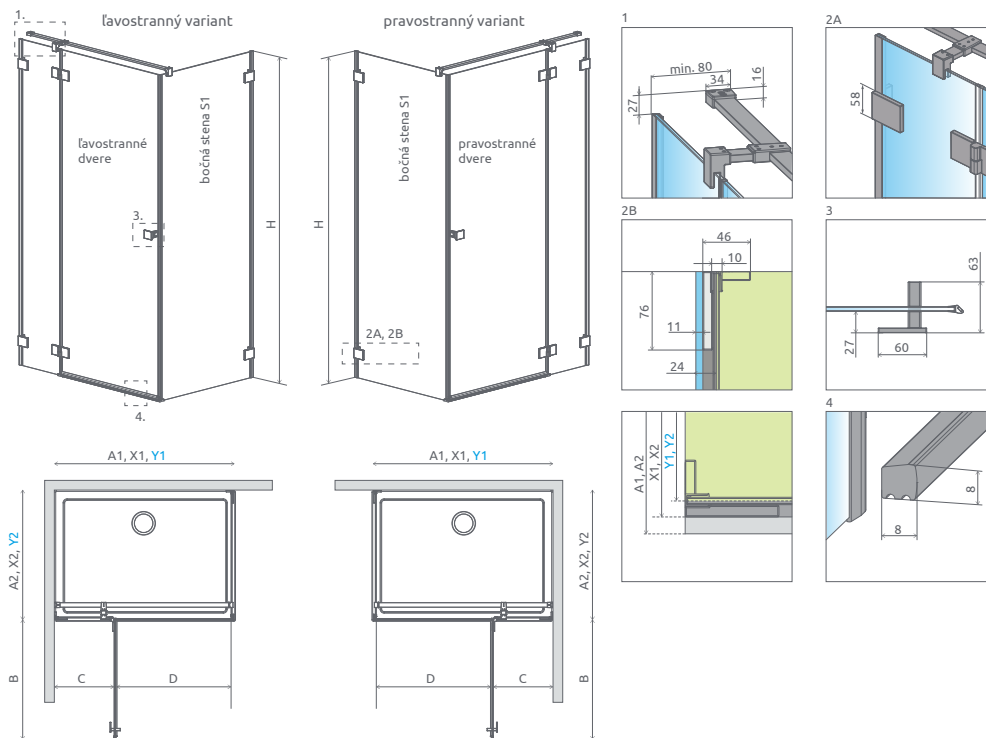 1.
ľavostranný variant
ľavostranné
dvere
bočná stena S1
H
3.
4.
pravostranný variant
H
bočná stena S1
pravostranné
dvere
2A, 2B
1
min. 80
34
16
27
2A
58
2B
46
10
76
11
24
3
63
27
60
A1, A2
X1, X2
Y1, Y2
4
8
8
A1, X1, Y1
A2, X2, Y2
B
C
D
A1, X1, Y1
A2, X2, Y2
B
D
C